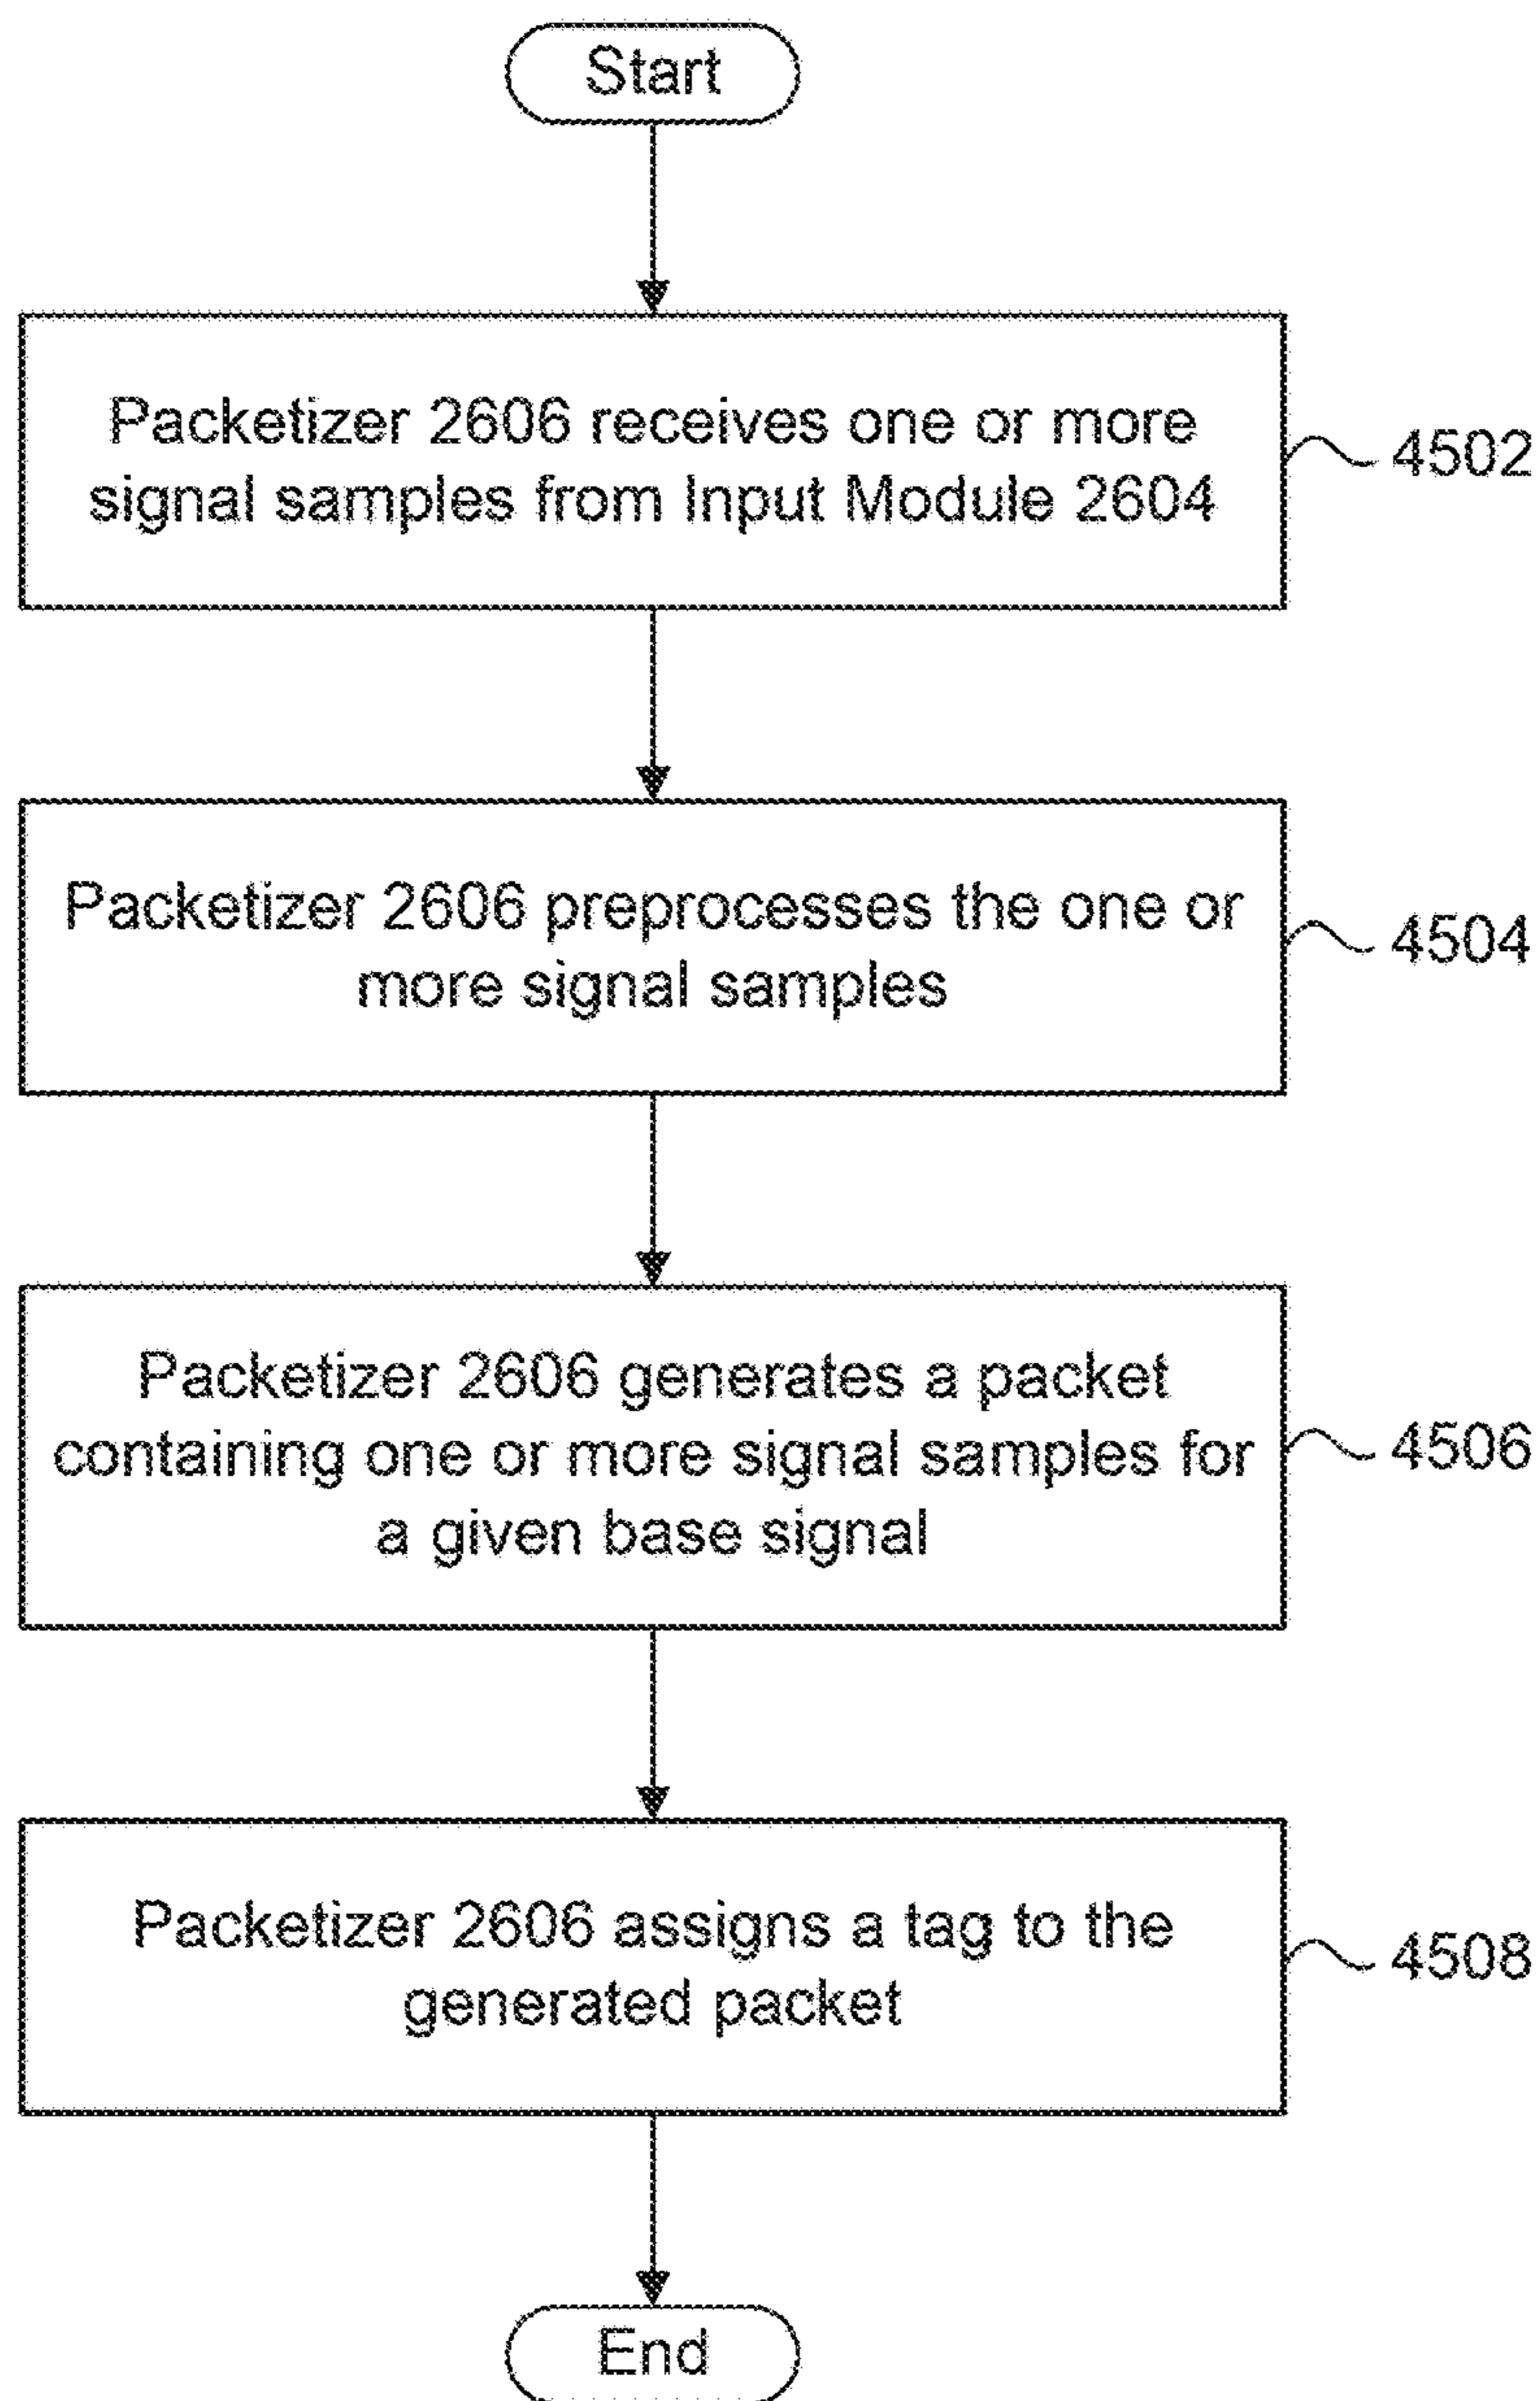 Start
Packetizer 2606 receives one or more
signal samples from Input Module 2604
4502
Packetizer 2606 preprocesses the one or
more signal samples
4504
Packetizer 2606 generates a packet
containing one or more signal samples for
a given base signal
4506
Packetizer 2606 assigns a tag to the
generated packet
4508
End